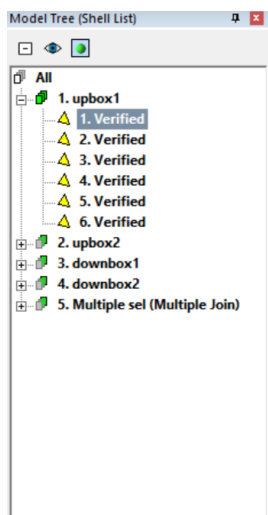 Model Tree (Shell List)
All
1. upbox1
1. Verified
2. Verified
3. Verified
4. Verified
5. Verified
6. Verified
2. upbox2
3. downbox1
4. downbox2
5. Multiple sel (Multiple Join)